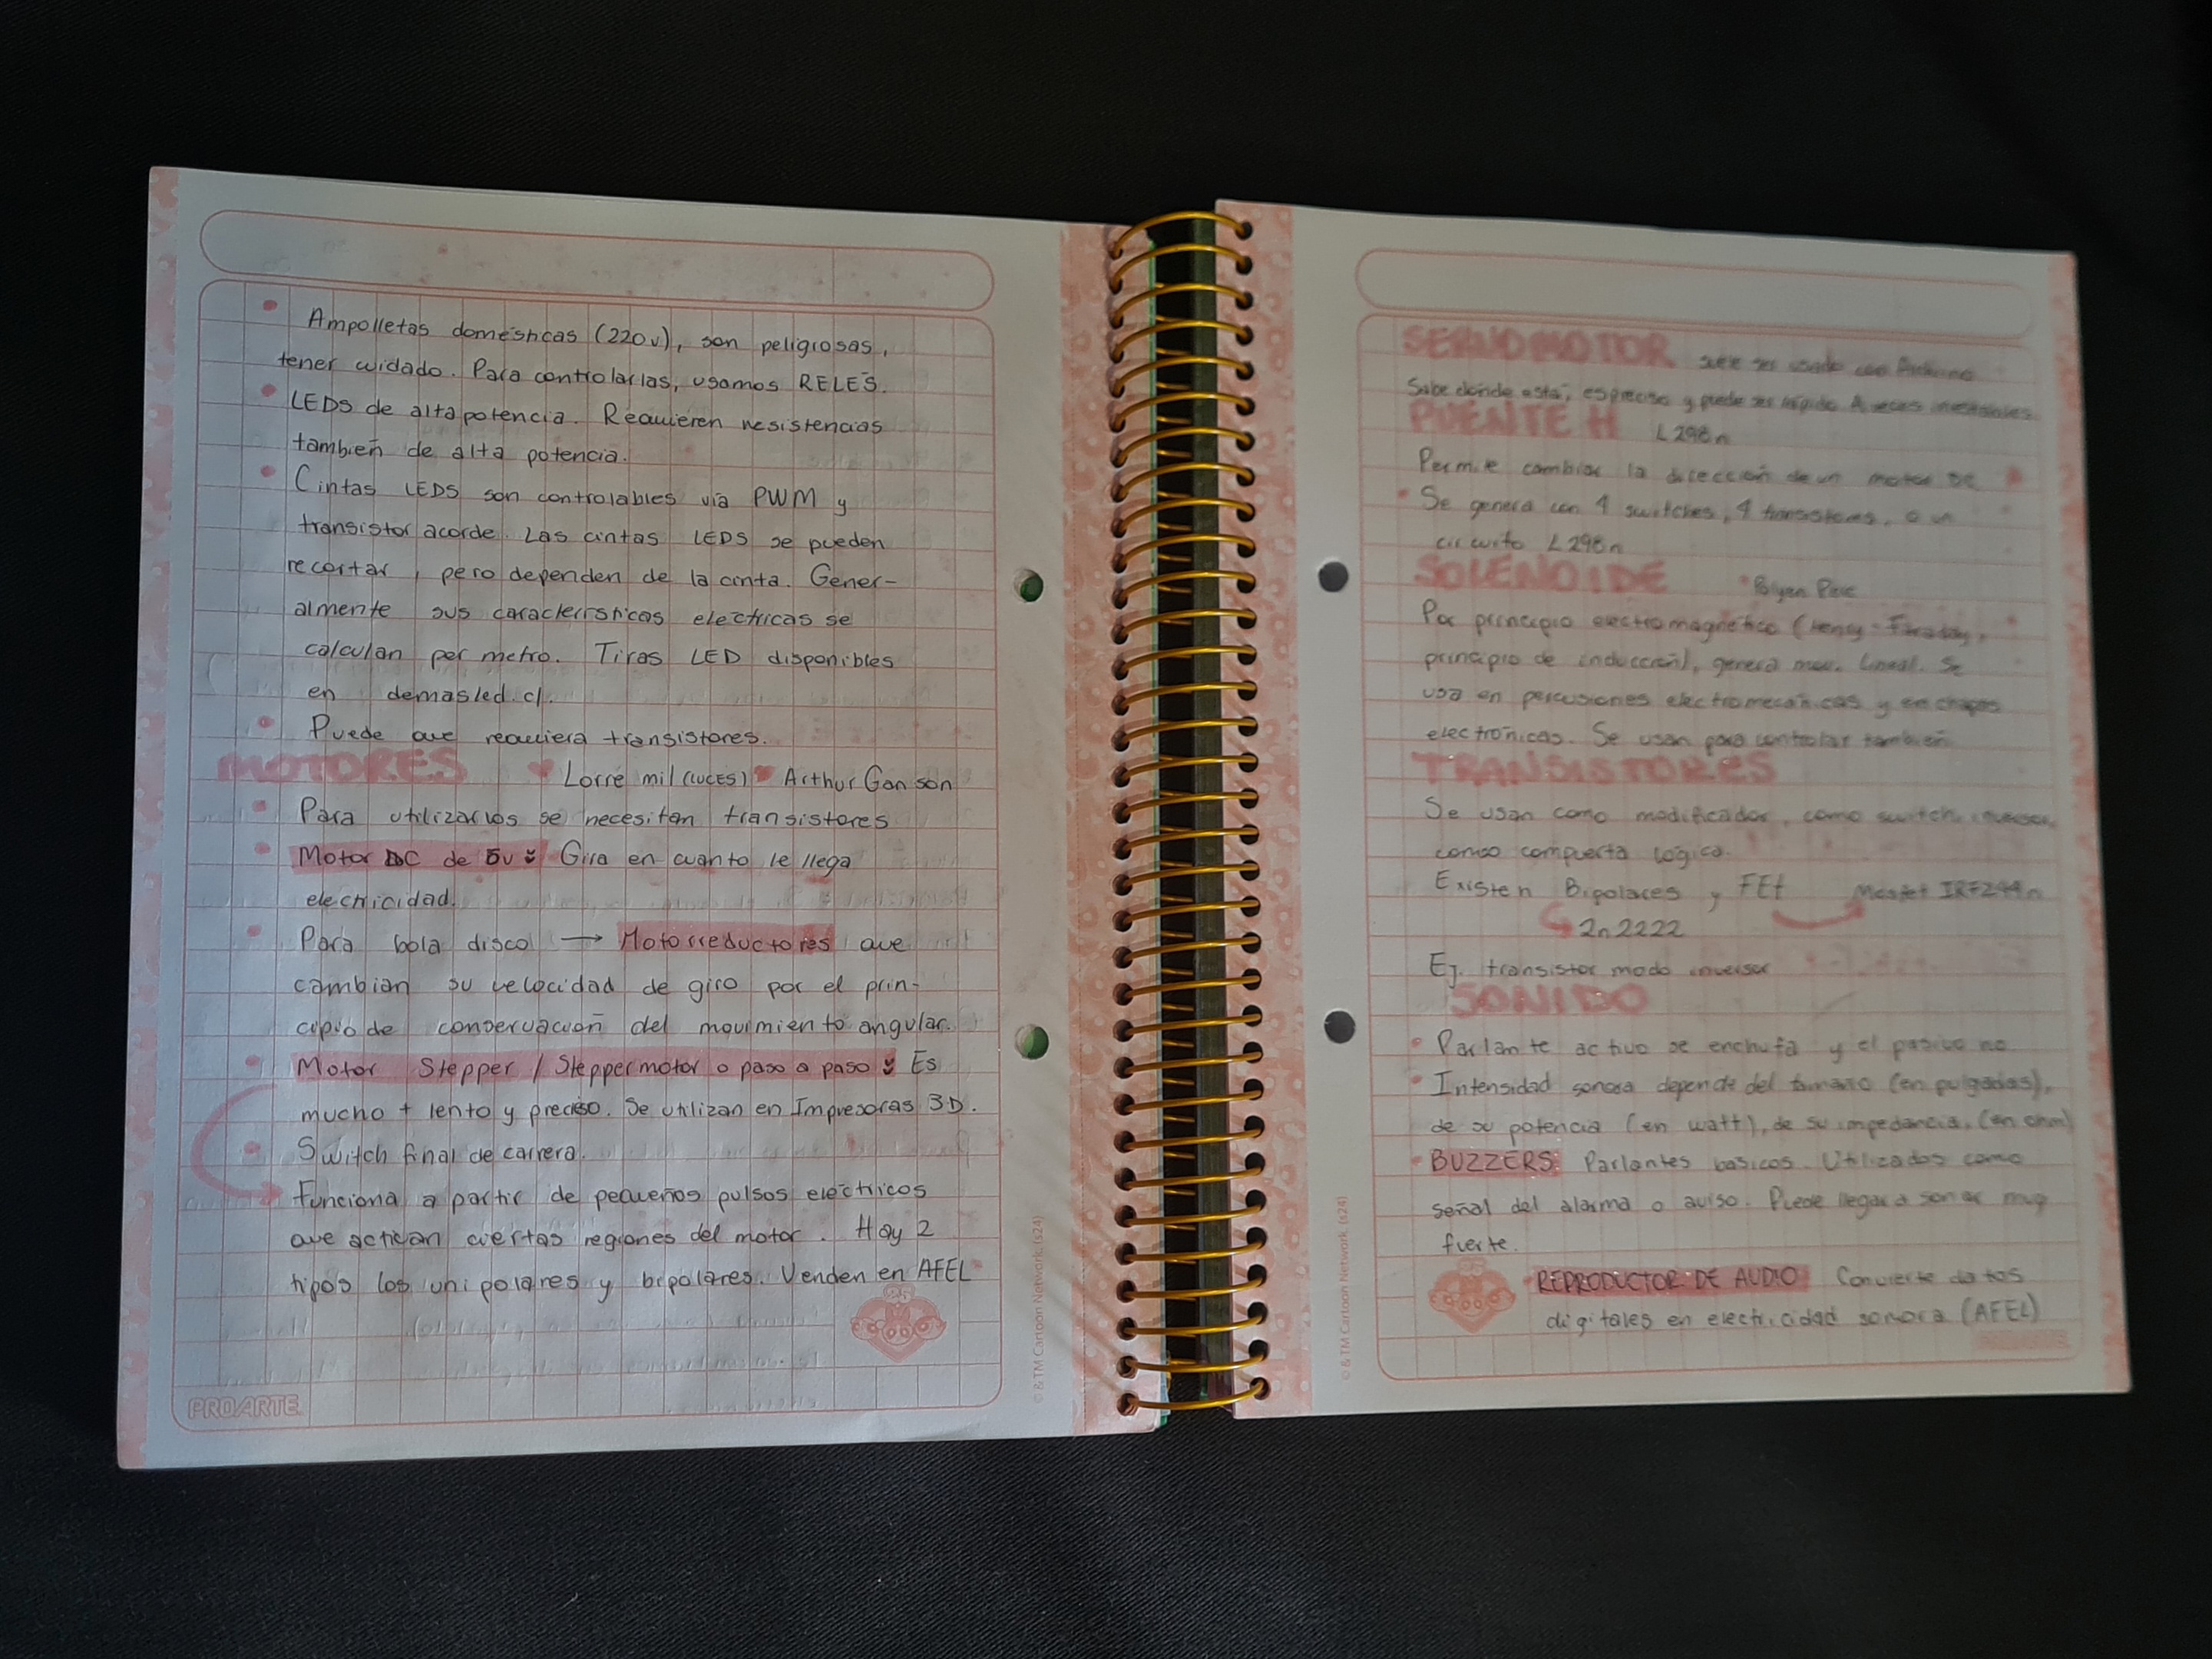 Ampolletas domésticas (220v), son peligrosas,
tener cuidado. Para controlarlas, usamos RELÉS.
LEDS de alta potencia. Requieren resistencias
también de alta potencia.
Cintas LEDS son controlables vía PWM y
transistor acorde. Las cintas LEDS se pueden
recortar, pero dependen de la cinta. Gener-
almente sus características eléctricas se
calculan per metro. Tiras LED disponibles
en demasled.cl.
Puede que requiera transistores.
MOTORES Lorre mil (LUCES) Arthur Ganson
Para utilizarlos se necesitan transistores
Motor DC de 5v: Gira en cuanto le llega
electricidad.
Para bola disco → Motorreductores que
cambian su velocidad de giro por el prin-
cipio de conservación del movimiento angular.
Motor Stepper / Steppermotor o paso a paso: Es
mucho + lento y preciso. Se utilizan en Impresoras 3D.
Switch final de carrera.
Funciona a partir de pequeños pulsos eléctricos
que activan ciertas regiones del motor. Hay 2
tipos los unipolares y bipolares. Venden en AFEL
PROARTE
© & TM Cartoon Network. (s24)
SERVOMOTOR suele ser usado con Arduino
Sabe dónde está, es preciso y puede ser rápido. A veces inestables.
PUENTE H L298n
Permite cambiar la dirección de un motor DC
Se genera con 4 switches, 4 transistores, o un
circuito L298n
SOLENOIDE
Por principio electromagnético (Henry - Faraday,
principio de inducción), genera mov. lineal. Se
usa en percusiones electromecánicas y en chapas
electrónicas. Se usan para controlar también
TRANSISTORES
Se usan como modificador, como switch, inversor,
como compuerta lógica.
Existen Bipolares y FEt Mosfet IRFZ44n
2n2222
Ej. transistor modo inversor
SONIDO
Parlante activo se enchufa y el pasivo no
Intensidad sonora depende del tamaño (en pulgadas),
de su potencia (en watt), de su impedancia, (en ohm)
BUZZERS: Parlantes básicos. Utilizados como
señal del alarma o aviso. Puede llegar a sonar muy
fuerte.
REPRODUCTOR DE AUDIO Convierte datos
digitales en electricidad sonora (AFEL)
© & TM Cartoon Network. (s24)